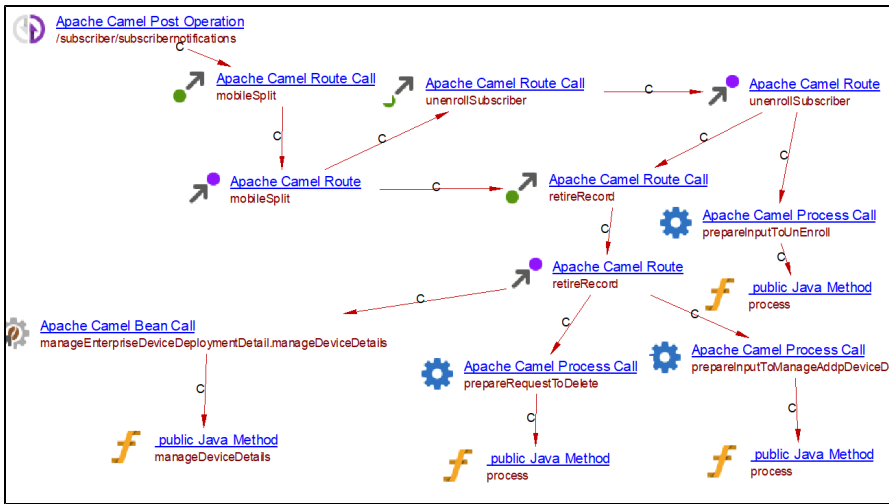 Apache Camel Post Operation
/subscriber/subscribernotifications
C
Apache Camel Route Call
mobileSplit
Apache Camel Route Call
unenrollSubscriber
C
Apache Camel Route
unenrollSubscriber
C
C
C
C
Apache Camel Route
mobileSplit
C
Apache Camel Route Call
retireRecord
Apache Camel Process Call
prepareInputToUnEnroll
C
C
Apache Camel Route
retireRecord
public Java Method
process
C
C
C
Apache Camel Bean Call
manageEnterpriseDeviceDeploymentDetail.manageDeviceDetails
Apache Camel Process Call
prepareRequestToDelete
Apache Camel Process Call
prepareInputToManageAddpDeviceD
C
C
C
public Java Method
manageDeviceDetails
public Java Method
process
public Java Method
process